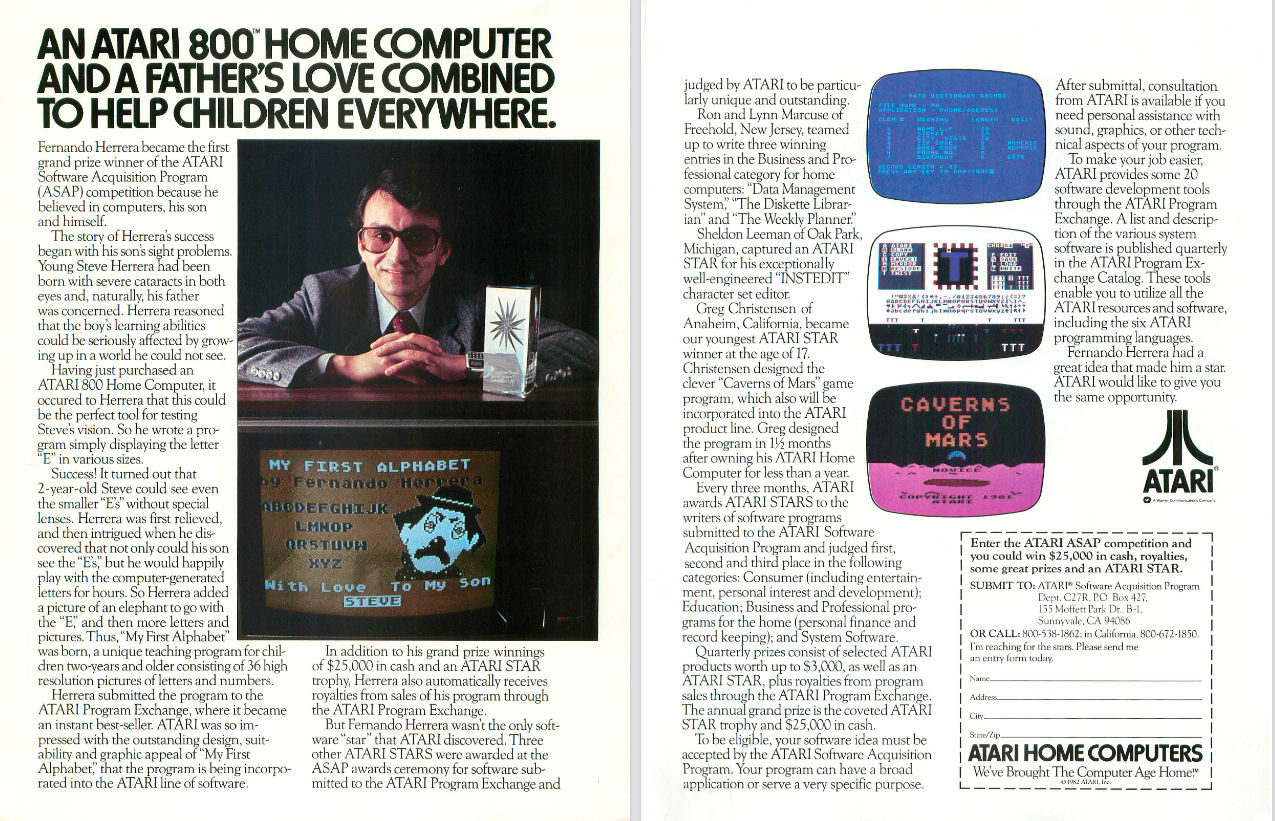 AN ATARI 800™ HOME COMPUTER
AND A FATHER'S LOVE COMBINED
TO HELP CHILDREN EVERYWHERE.
Fernando Herrera became the first
grand prize winner of the ATARI
Software Acquisition Program
(ASAP) competition because he
believed in computers, his son
and himself.
The story of Herrera's success
began with his son's sight problems.
Young Steve Herrera had been
born with severe cataracts in both
eyes and, naturally, his father
was concerned. Herrera reasoned
that the boy's learning abilities
could be seriously affected by grow-
ing up in a world he could not see.
Having just purchased an
ATARI 800 Home Computer, it
occured to Herrera that this could
be the perfect tool for testing
Steve's vision. So he wrote a pro-
gram simply displaying the letter
"E" in various sizes.
Success! It turned out that
2-year-old Steve could see even
the smaller "E's" without special
lenses. Herrera was first relieved,
and then intrigued when he dis-
covered that not only could his son
see the "E's," but he would happily
play with the computer-generated
letters for hours. So Herrera added
a picture of an elephant to go with
the "E," and then more letters and
pictures. Thus, "My First Alphabet"
was born, a unique teaching program for chil-
dren two-years and older consisting of 36 high
resolution pictures of letters and numbers.
Herrera submitted the program to the
ATARI Program Exchange, where it became
an instant best-seller. ATARI was so im-
pressed with the outstanding design, suit-
ability and graphic appeal of "My First
Alphabet," that the program is being incorpo-
rated into the ATARI line of software.
MY FIRST ALPHABET
by Fernando Herrera
ABCDEFGHIJK
LMNOP
QRSTUVW
XYZ
With Love To My Son
STEVE
In addition to his grand prize winnings
of $25,000 in cash and an ATARI STAR
trophy, Herrera also automatically receives
royalties from sales of his program through
the ATARI Program Exchange.
But Fernando Herrera wasn't the only soft-
ware "star" that ATARI discovered. Three
other ATARI STARS were awarded at the
ASAP awards ceremony for software sub-
mitted to the ATARI Program Exchange and
judged by ATARI to be particu-
larly unique and outstanding.
Ron and Lynn Marcuse of
Freehold, New Jersey, teamed
up to write three winning
entries in the Business and Pro-
fessional category for home
computers: "Data Management
System," "The Diskette Librar-
ian" and "The Weekly Planner."
Sheldon Leeman of Oak Park,
Michigan, captured an ATARI
STAR for his exceptionally
well-engineered "INSTEDIT"
character set editor.
Greg Christensen of
Anaheim, California, became
our youngest ATARI STAR
winner at the age of 17.
Christensen designed the
clever "Caverns of Mars" game
program, which also will be
incorporated into the ATARI
product line. Greg designed
the program in 1½ months
after owning his ATARI Home
Computer for less than a year.
Every three months, ATARI
awards ATARI STARS to the
writers of software programs
submitted to the ATARI Software
Acquisition Program and judged first,
second and third place in the following
categories: Consumer (including entertain-
ment, personal interest and development);
Education; Business and Professional pro-
grams for the home (personal finance and
record keeping); and System Software.
Quarterly prizes consist of selected ATARI
products worth up to $3,000, as well as an
ATARI STAR, plus royalties from program
sales through the ATARI Program Exchange.
The annual grand prize is the coveted ATARI
STAR trophy and $25,000 in cash.
To be eligible, your software idea must be
accepted by the ATARI Software Acquisition
Program. Your program can have a broad
application or serve a very specific purpose.
DATA DICTIONARY RECORD
APPLICATION - PHONE/ADDRESS
HEADING LENGTH EDIT?
PRESS ANY KEY TO CONTINUE
CAVERNS
OF
MARS
NOVICE
COPYRIGHT 1981
ATARI
After submittal, consultation
from ATARI is available if you
need personal assistance with
sound, graphics, or other tech-
nical aspects of your program.
To make your job easier,
ATARI provides some 20
software development tools
through the ATARI Program
Exchange. A list and descrip-
tion of the various system
software is published quarterly
in the ATARI Program Ex-
change Catalog. These tools
enable you to utilize all the
ATARI resources and software,
including the six ATARI
programming languages.
Fernando Herrera had a
great idea that made him a star.
ATARI would like to give you
the same opportunity.
ATARI®
A Warner Communications Company
Enter the ATARI ASAP competition and
you could win $25,000 in cash, royalties,
some great prizes and an ATARI STAR.
SUBMIT TO: ATARI® Software Acquisition Program
Dept. C27R, P.O. Box 427,
155 Moffett Park Dr., B-1,
Sunnyvale, CA 94086
OR CALL: 800-538-1862; in California, 800-672-1850.
I'm reaching for the stars. Please send me
an entry form today.
Name
Address
City
State/Zip
ATARI HOME COMPUTERS
We've Brought The Computer Age Home.™
© 1982 ATARI, Inc.